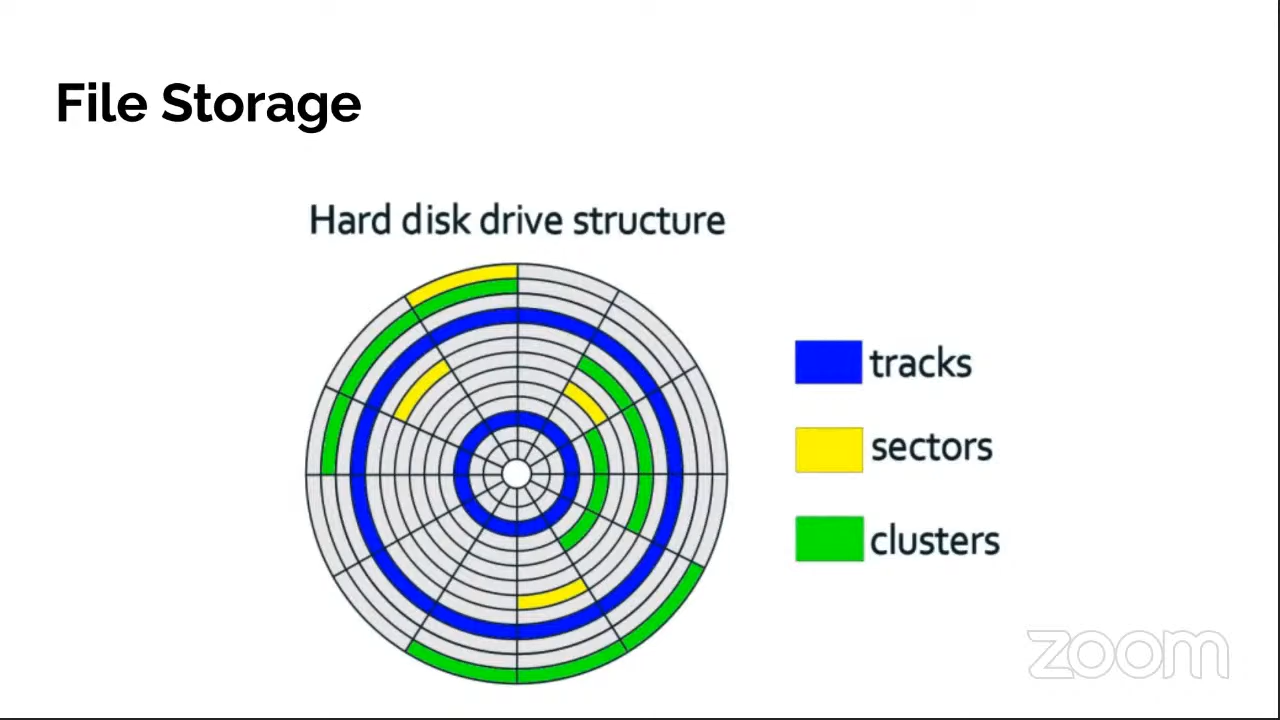 File Storage
Hard disk drive structure
tracks
sectors
clusters
zoom